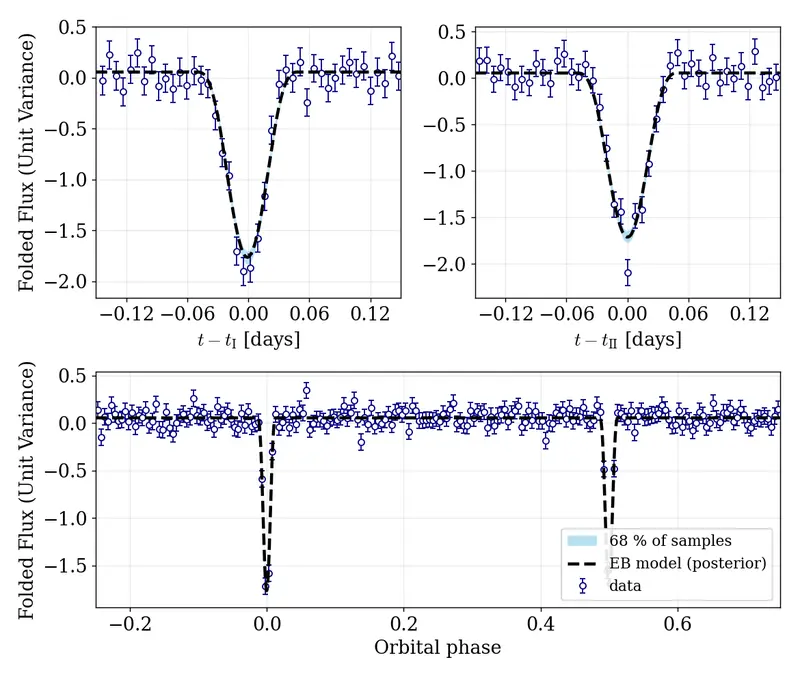 0.5
0.0
−0.5
−1.0
−1.5
−2.0
Folded Flux (Unit Variance)
−0.12 −0.06 0.00 0.06 0.12
t − t_I [days]
0.5
0.0
−0.5
−1.0
−1.5
−2.0
−0.12 −0.06 0.00 0.06 0.12
t − t_II [days]
0.5
0.0
−0.5
−1.0
−1.5
Folded Flux (Unit Variance)
68 % of samples
EB model (posterior)
data
−0.2 0.0 0.2 0.4 0.6
Orbital phase